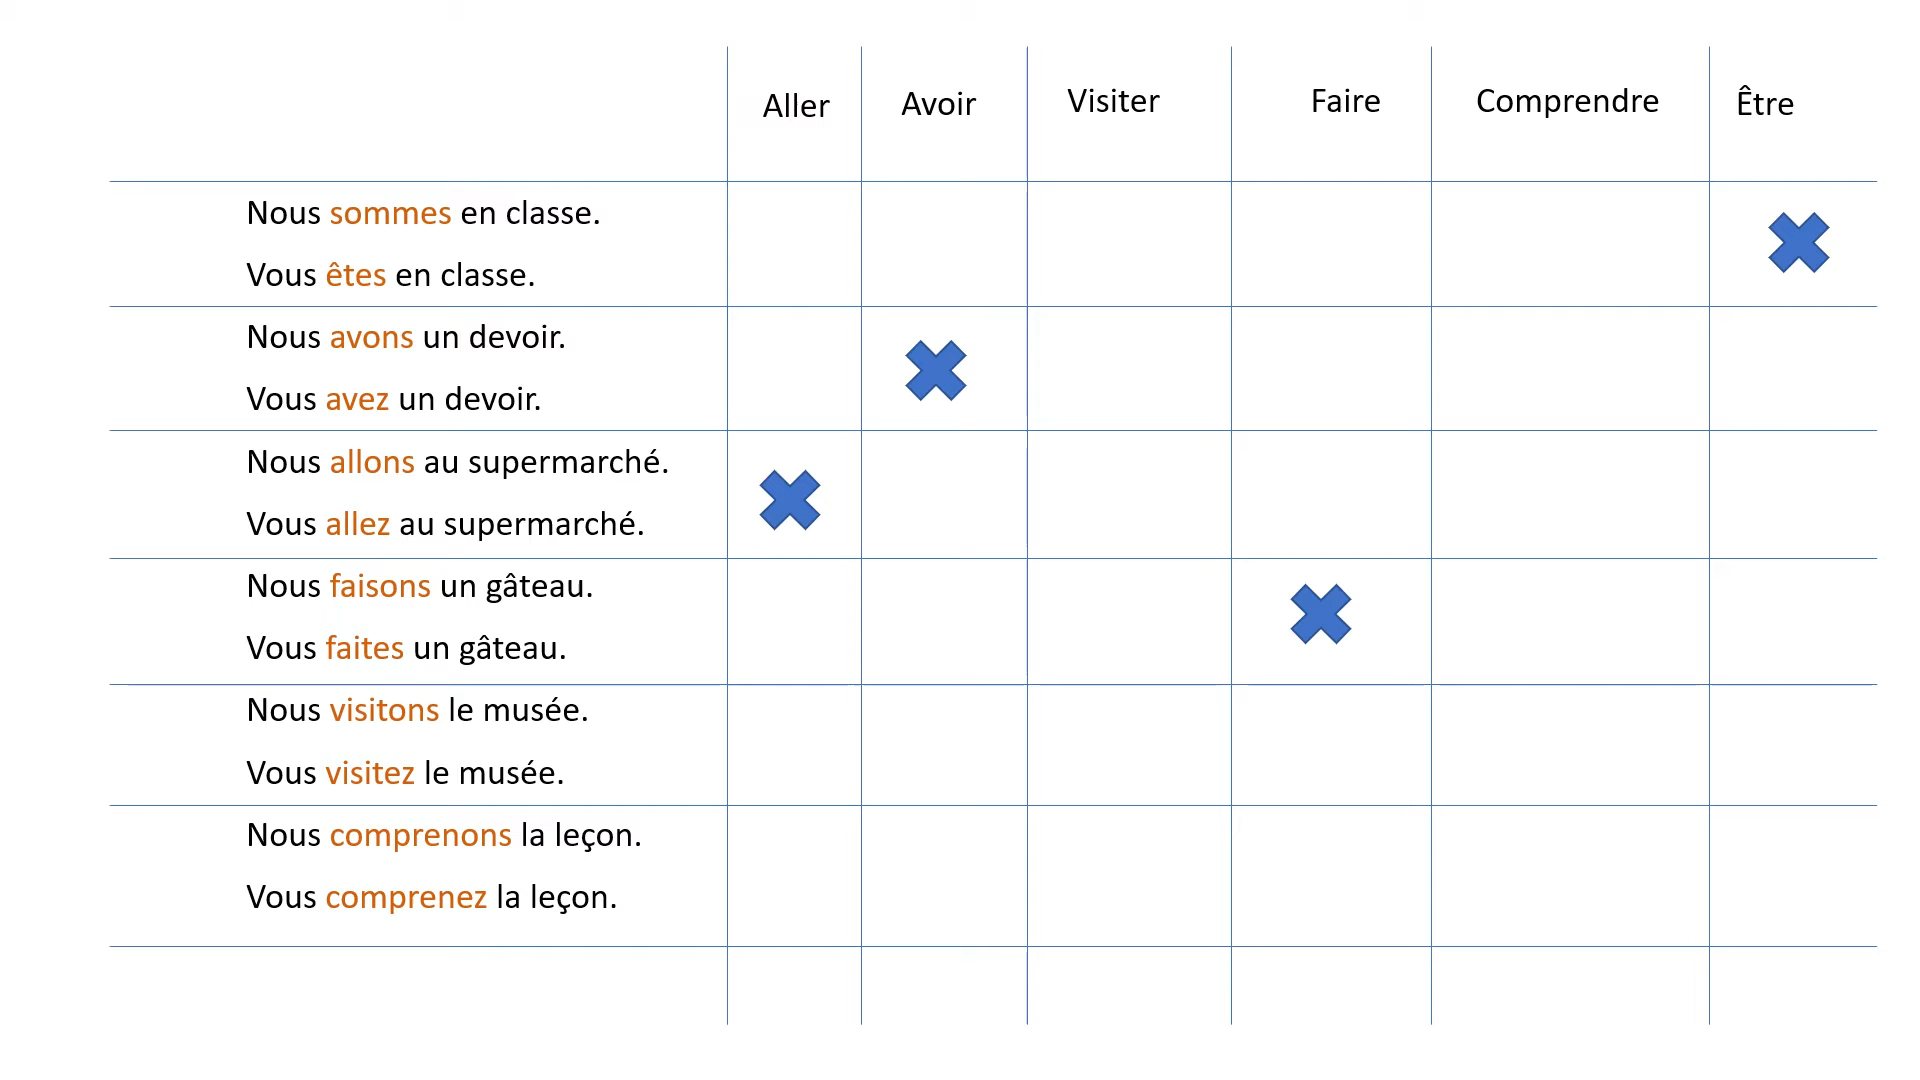 Aller Avoir Visiter Faire Comprendre Être
Nous sommes en classe.
Vous êtes en classe.
Nous avons un devoir.
Vous avez un devoir.
Nous allons au supermarché.
Vous allez au supermarché.
Nous faisons un gâteau.
Vous faites un gâteau.
Nous visitons le musée.
Vous visitez le musée.
Nous comprenons la leçon.
Vous comprenez la leçon.